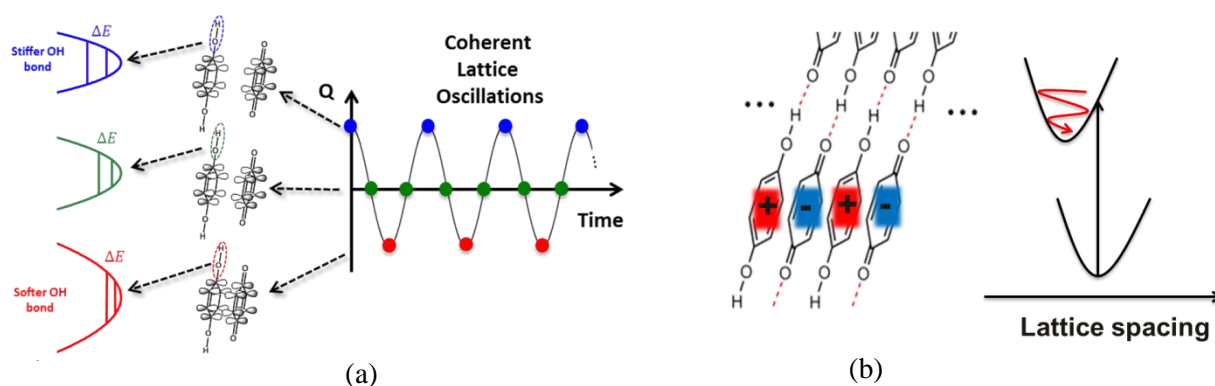 ΔE
Stiffer OH
bond
ΔE
ΔE
Softer OH
bond
H
O
O
O
H
H
O
O
O
H
H
O
O
O
H
Q
Coherent
Lattice
Oscillations
Time
(a)
O
O
H
H
O
O
H
H
O
O
O
O
...
...
+
-
+
-
O
O
O
O
H
H
Lattice spacing
(b)